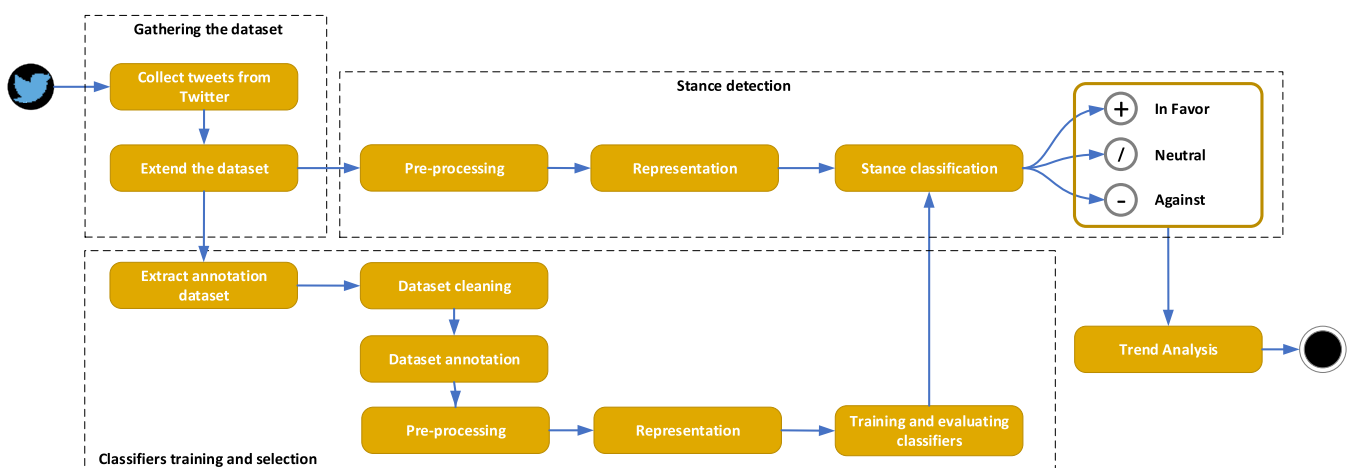 Gathering the dataset
Collect tweets from
Twitter
Extend the dataset
Stance detection
Pre-processing
Representation
Stance classification
+
In Favor
/
Neutral
-
Against
Extract annotation
dataset
Dataset cleaning
Dataset annotation
Pre-processing
Representation
Training and evaluating
classifiers
Classifiers training and selection
Trend Analysis